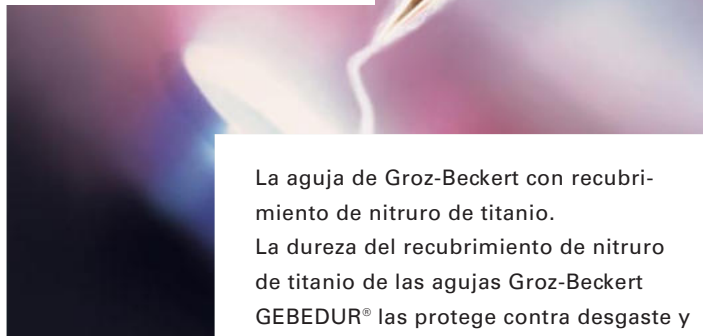 La aguja de Groz-Beckert con recubri-
miento de nitruro de titanio.
La dureza del recubrimiento de nitruro
de titanio de las agujas Groz-Beckert
GEBEDUR® las protege contra desgaste y